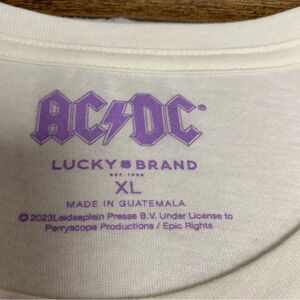 AC⚡DC®
LUCKY BRAND
EST. 1990
XL
MADE IN GUATEMALA
©2023Leidseplein Presse B.V. Under License to
Perryscope Productions / Epic Rights